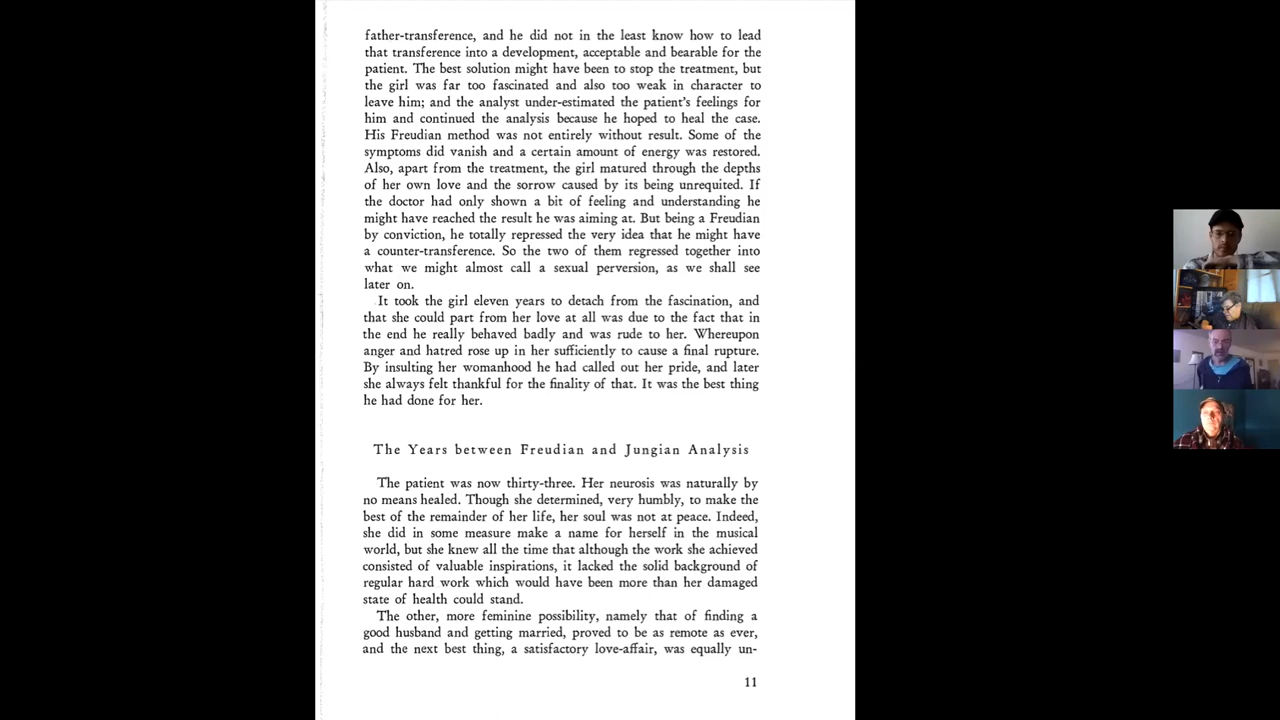 father-transference, and he did not in the least know how to lead
that transference into a development, acceptable and bearable for the
patient. The best solution might have been to stop the treatment, but
the girl was far too fascinated and also too weak in character to
leave him; and the analyst under-estimated the patient's feelings for
him and continued the analysis because he hoped to heal the case.
His Freudian method was not entirely without result. Some of the
symptoms did vanish and a certain amount of energy was restored.
Also, apart from the treatment, the girl matured through the depths
of her own love and the sorrow caused by its being unrequited. If
the doctor had only shown a bit of feeling and understanding he
might have reached the result he was aiming at. But being a Freudian
by conviction, he totally repressed the very idea that he might have
a counter-transference. So the two of them regressed together into
what we might almost call a sexual perversion, as we shall see
later on.
It took the girl eleven years to detach from the fascination, and
that she could part from her love at all was due to the fact that in
the end he really behaved badly and was rude to her. Whereupon
anger and hatred rose up in her sufficiently to cause a final rupture.
By insulting her womanhood he had called out her pride, and later
she always felt thankful for the finality of that. It was the best thing
he had done for her.
The Years between Freudian and Jungian Analysis
The patient was now thirty-three. Her neurosis was naturally by
no means healed. Though she determined, very humbly, to make the
best of the remainder of her life, her soul was not at peace. Indeed,
she did in some measure make a name for herself in the musical
world, but she knew all the time that although the work she achieved
consisted of valuable inspirations, it lacked the solid background of
regular hard work which would have been more than her damaged
state of health could stand.
The other, more feminine possibility, namely that of finding a
good husband and getting married, proved to be as remote as ever,
and the next best thing, a satisfactory love-affair, was equally un-
11